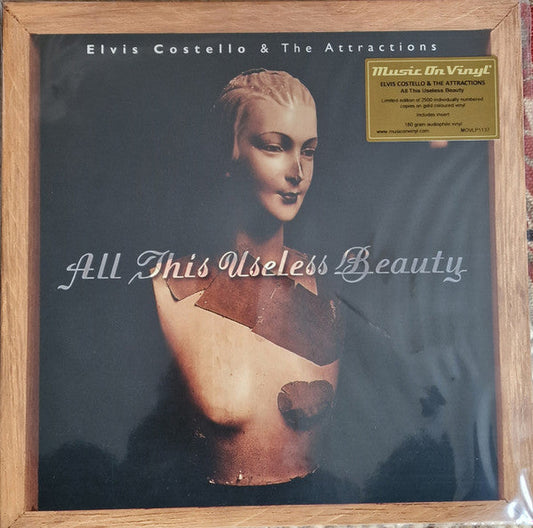 Elvis Costello & The Attractions
Music On Vinyl
ELVIS COSTELLO & THE ATTRACTIONS
All This Useless Beauty
Limited edition of 2500 individually numbered
copies on gold coloured vinyl
Includes insert
180 gram audiophile vinyl
www.musiconvinyl.com MOVLP1137
All This Useless Beauty